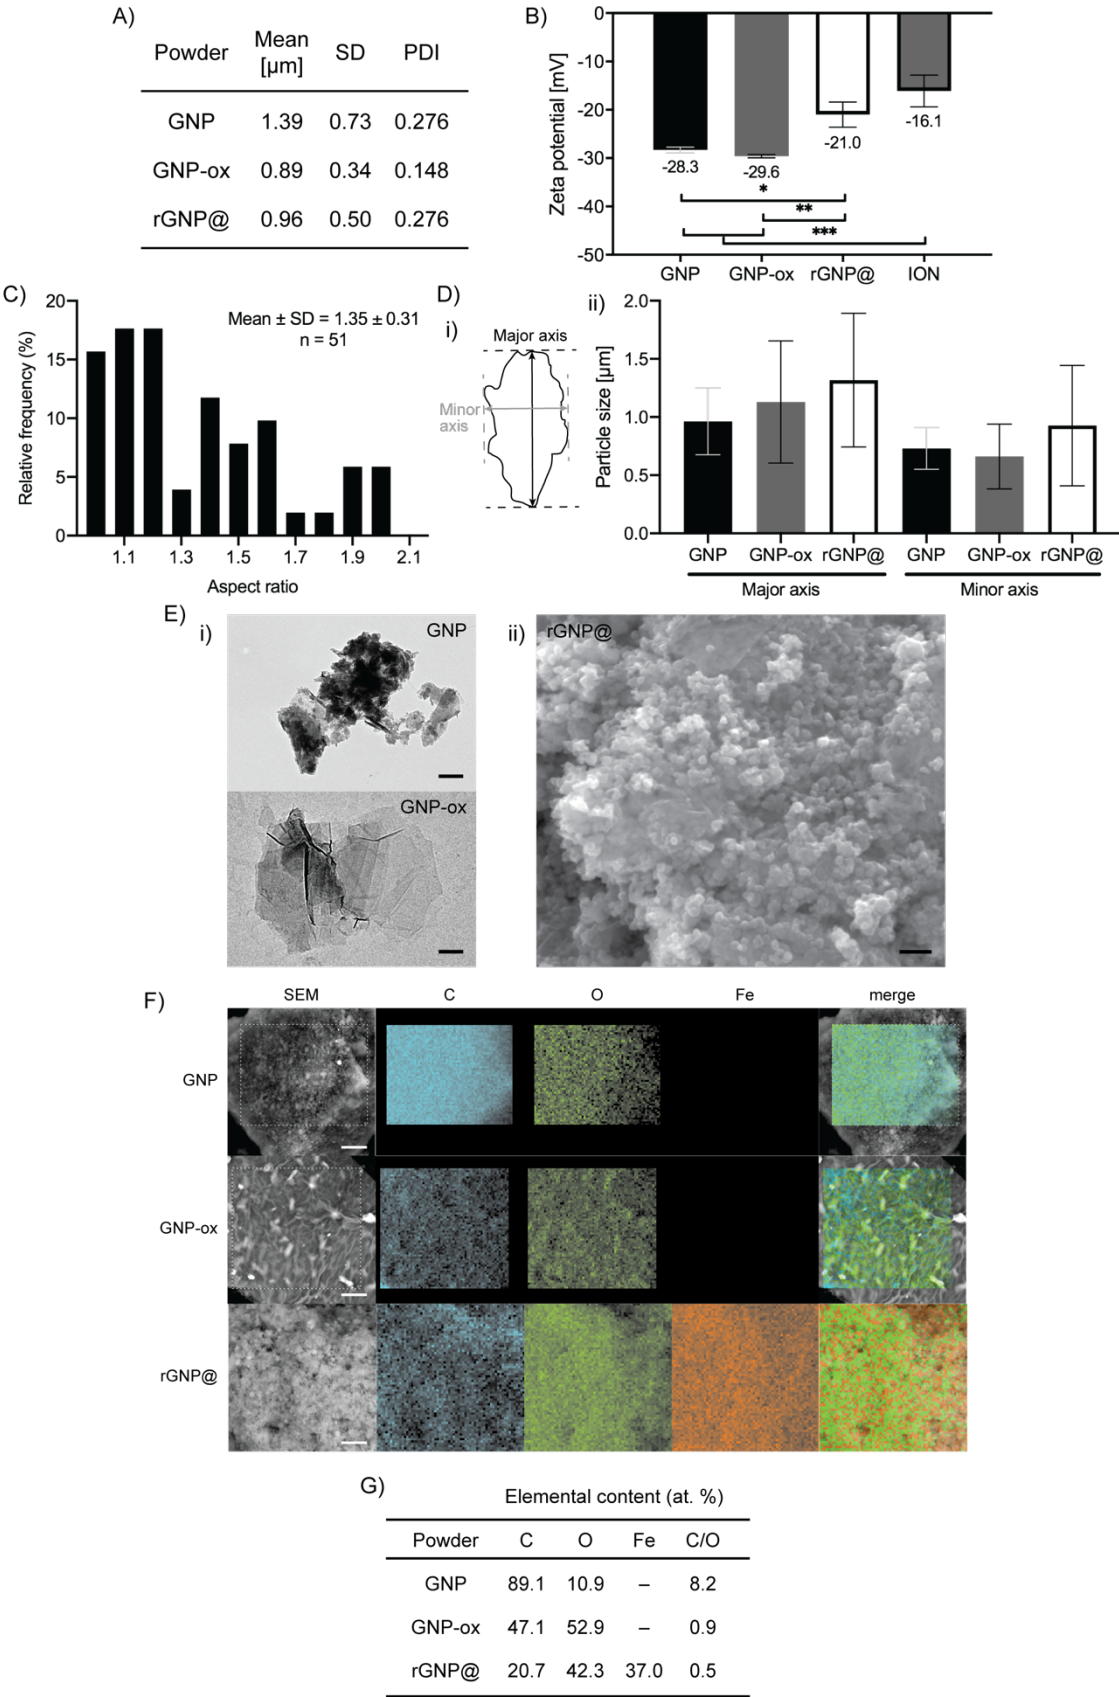 A)
Powder Mean [µm] SD PDI
GNP 1.39 0.73 0.276
GNP-ox 0.89 0.34 0.148
rGNP@ 0.96 0.50 0.276
B)
Zeta potential [mV]
0
-10
-20
-30
-40
-50
-28.3
-29.6
-21.0
-16.1
*
**
***
GNP GNP-ox rGNP@ ION
C)
Relative frequency (%)
20
15
10
5
0
Mean ± SD = 1.35 ± 0.31
n = 51
1.1 1.3 1.5 1.7 1.9 2.1
Aspect ratio
D)
i)
Major axis
Minor
axis
ii)
Particle size [µm]
2.0
1.5
1.0
0.5
0.0
GNP GNP-ox rGNP@ GNP GNP-ox rGNP@
Major axis Minor axis
E)
i)
GNP
GNP-ox
ii)
rGNP@
F)
SEM C O Fe merge
GNP
GNP-ox
rGNP@
G)
Elemental content (at. %)
Powder C O Fe C/O
GNP 89.1 10.9 – 8.2
GNP-ox 47.1 52.9 – 0.9
rGNP@ 20.7 42.3 37.0 0.5